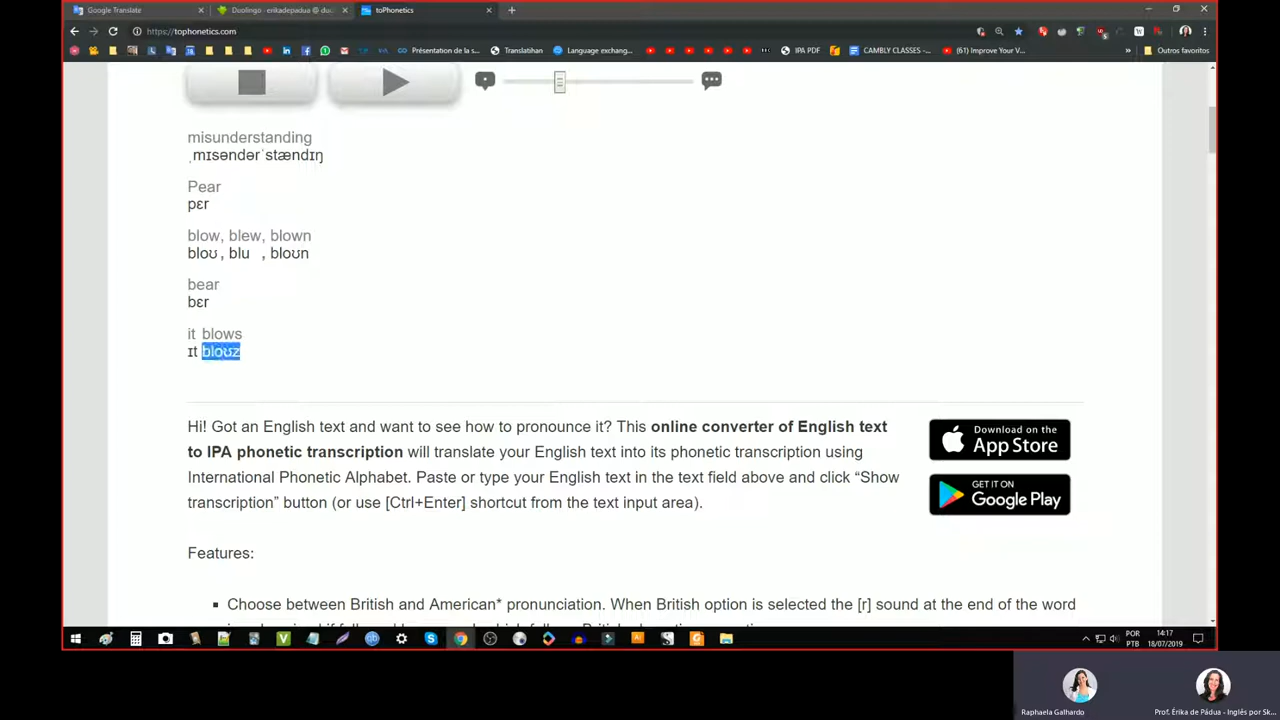 Google Translate
Duolingo - erikadepadua @ duo
toPhonetics
https://tophonetics.com
Présentation de la s...
Translatihan
Language exchang...
IPA PDF
CAMBLY CLASSES -...
(61) Improve Your V...
Outros favoritos
misunderstanding
ˌmɪsəndərˈstændɪŋ
Pear
pɛr
blow, blew, blown
bloʊ, blu , bloʊn
bear
bɛr
it blows
ɪt bloʊz
Hi! Got an English text and want to see how to pronounce it? This online converter of English text
to IPA phonetic transcription will translate your English text into its phonetic transcription using
International Phonetic Alphabet. Paste or type your English text in the text field above and click “Show
transcription” button (or use [Ctrl+Enter] shortcut from the text input area).
Download on the
App Store
GET IT ON
Google Play
Features:
Choose between British and American* pronunciation. When British option is selected the [r] sound at the end of the word
POR
PTB
14:17
18/07/2019
Raphaela Galhardo
Prof. Érika de Pádua - Inglês por Sk...